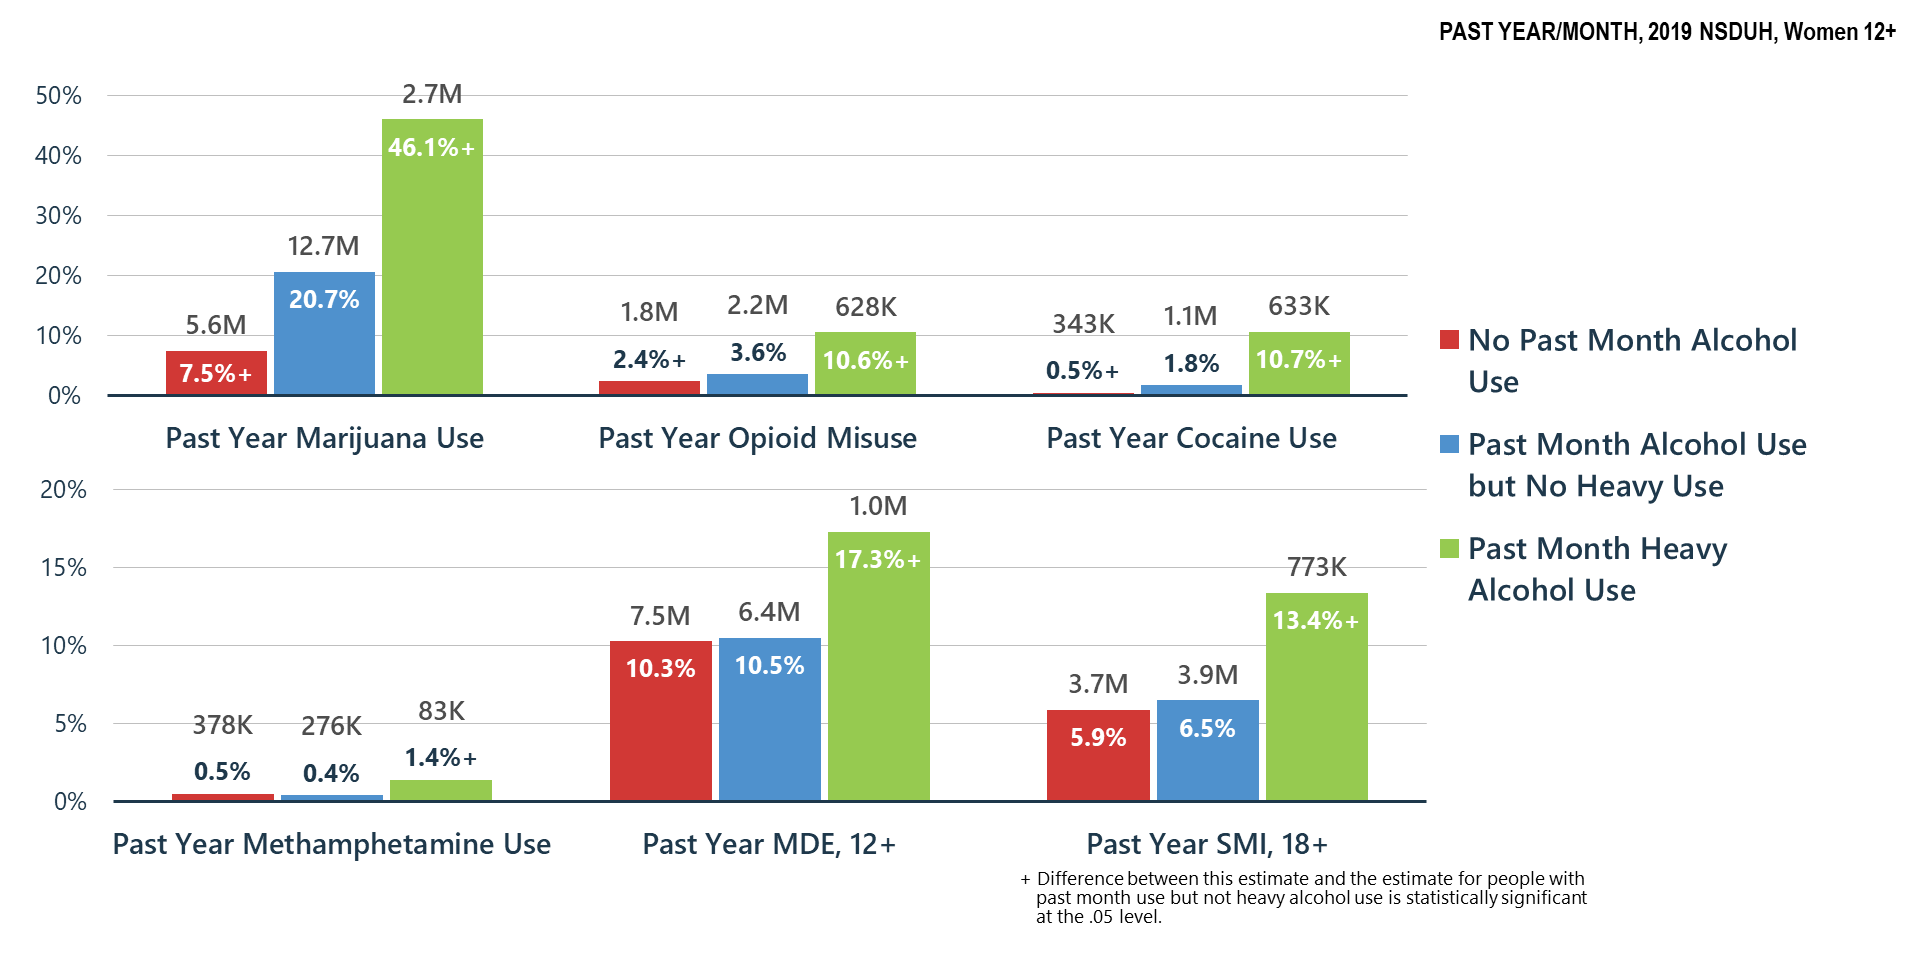 PAST YEAR/MONTH, 2019 NSDUH, Women 12+
50%
40%
30%
20%
10%
0%
5.6M
7.5%+
12.7M
20.7%
2.7M
46.1%+
1.8M
2.4%+
2.2M
3.6%
628K
10.6%+
343K
0.5%+
1.1M
1.8%
633K
10.7%+
Past Year Marijuana Use
Past Year Opioid Misuse
Past Year Cocaine Use
20%
15%
10%
5%
0%
378K
0.5%
276K
0.4%
83K
1.4%+
7.5M
10.3%
6.4M
10.5%
1.0M
17.3%+
3.7M
5.9%
3.9M
6.5%
773K
13.4%+
Past Year Methamphetamine Use
Past Year MDE, 12+
Past Year SMI, 18+
No Past Month Alcohol
Use
Past Month Alcohol Use
but No Heavy Use
Past Month Heavy
Alcohol Use
+ Difference between this estimate and the estimate for people with
past month use but not heavy alcohol use is statistically significant
at the .05 level.